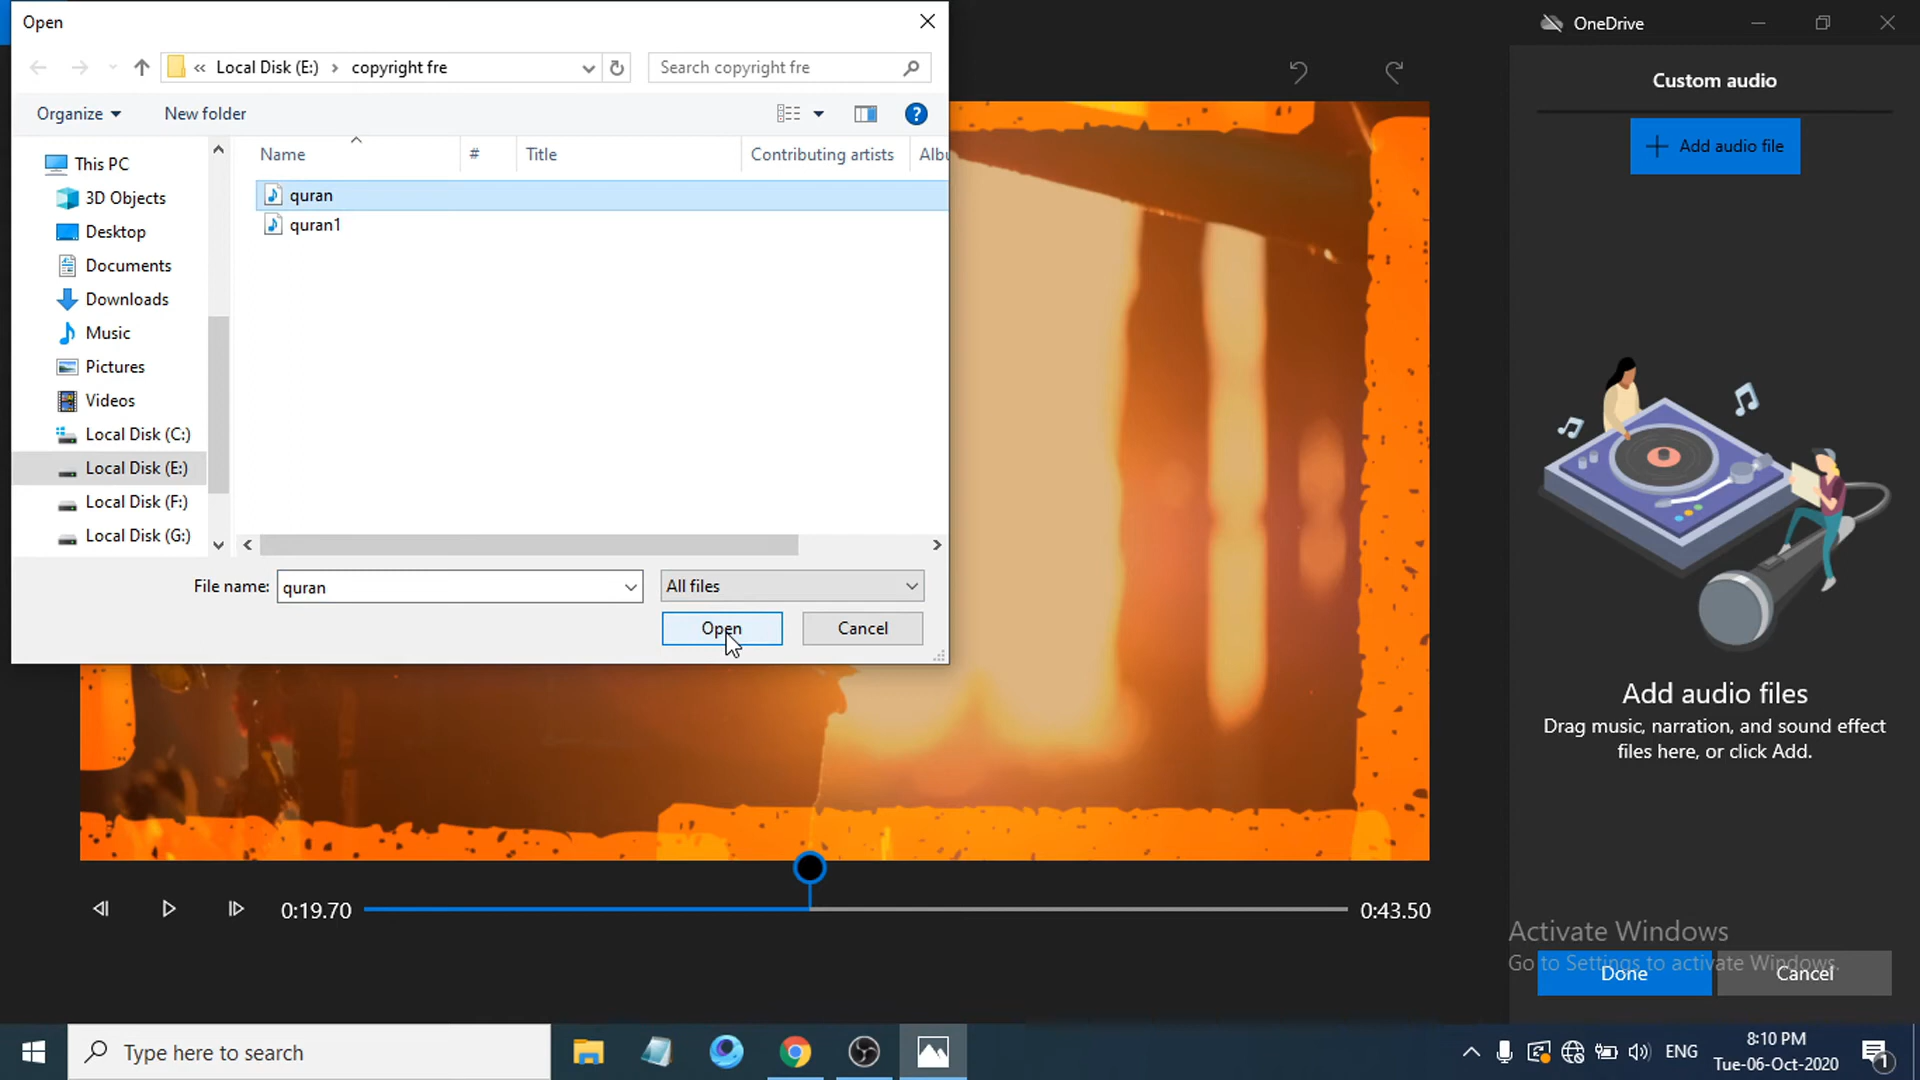 Open
« Local Disk (E:) › copyright fre
Search copyright fre
Organize
New folder
Name
#
Title
Contributing artists
Albu
This PC
3D Objects
Desktop
Documents
Downloads
Music
Pictures
Videos
Local Disk (C:)
Local Disk (E:)
Local Disk (F:)
Local Disk (G:)
quran
quran1
File name:
quran
All files
Open
Cancel
OneDrive
Custom audio
Add audio file
Add audio files
Drag music, narration, and sound effect
files here, or click Add.
0:19.70
0:43.50
Activate Windows
Go to Settings to activate Windows.
Done
Cancel
Type here to search
ENG
8:10 PM
Tue-06-Oct-2020
1